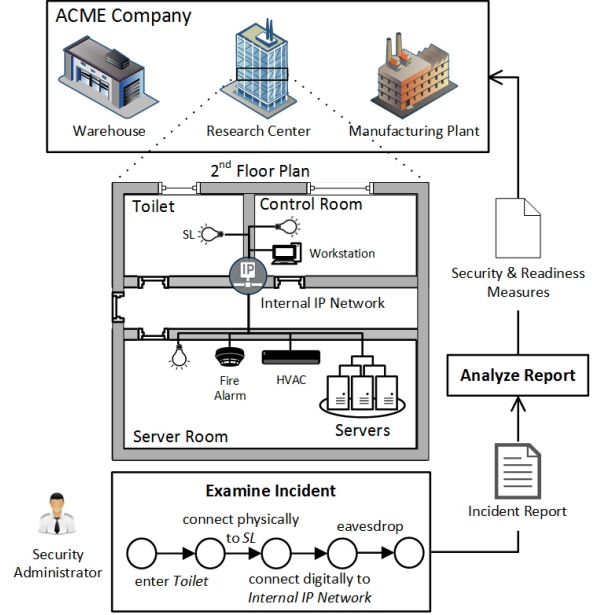 ACME Company
Warehouse
Research Center
Manufacturing Plant
2nd Floor Plan
Toilet
Control Room
SL
Workstation
IP
Internal IP Network
Fire
Alarm
HVAC
Servers
Server Room
Security & Readiness
Measures
Analyze Report
Incident Report
Examine Incident
connect physically
to SL
eavesdrop
enter Toilet
connect digitally to
Internal IP Network
Security
Administrator